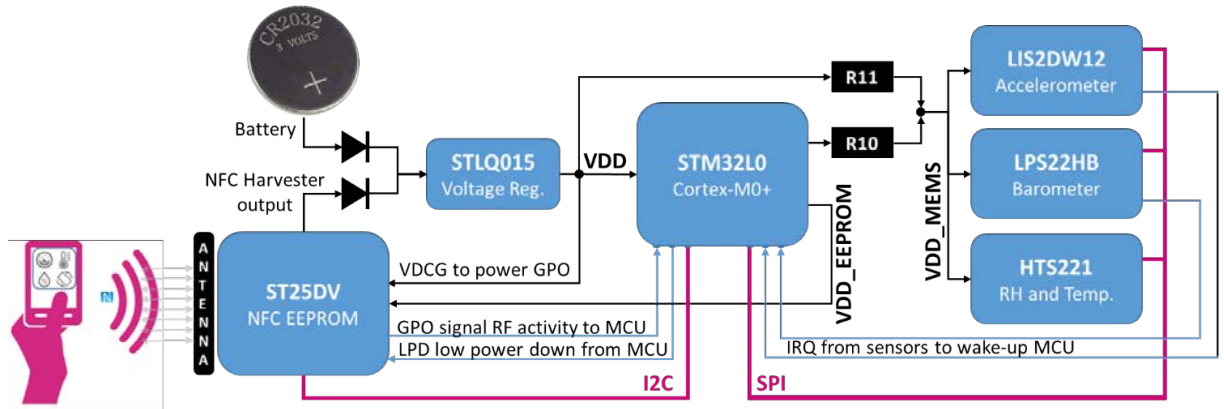 CR2032
3 VOLTS
+
Battery
NFC Harvester
output
STLQ015
Voltage Reg.
VDD
STM32L0
Cortex-M0+
R11
R10
VDD_MEMS
LIS2DW12
Accelerometer
LPS22HB
Barometer
HTS221
RH and Temp.
VDD_EEPROM
ANTENNA
N
ST25DV
NFC EEPROM
VDCG to power GPO
GPO signal RF activity to MCU
LPD low power down from MCU
IRQ from sensors to wake-up MCU
I2C
SPI